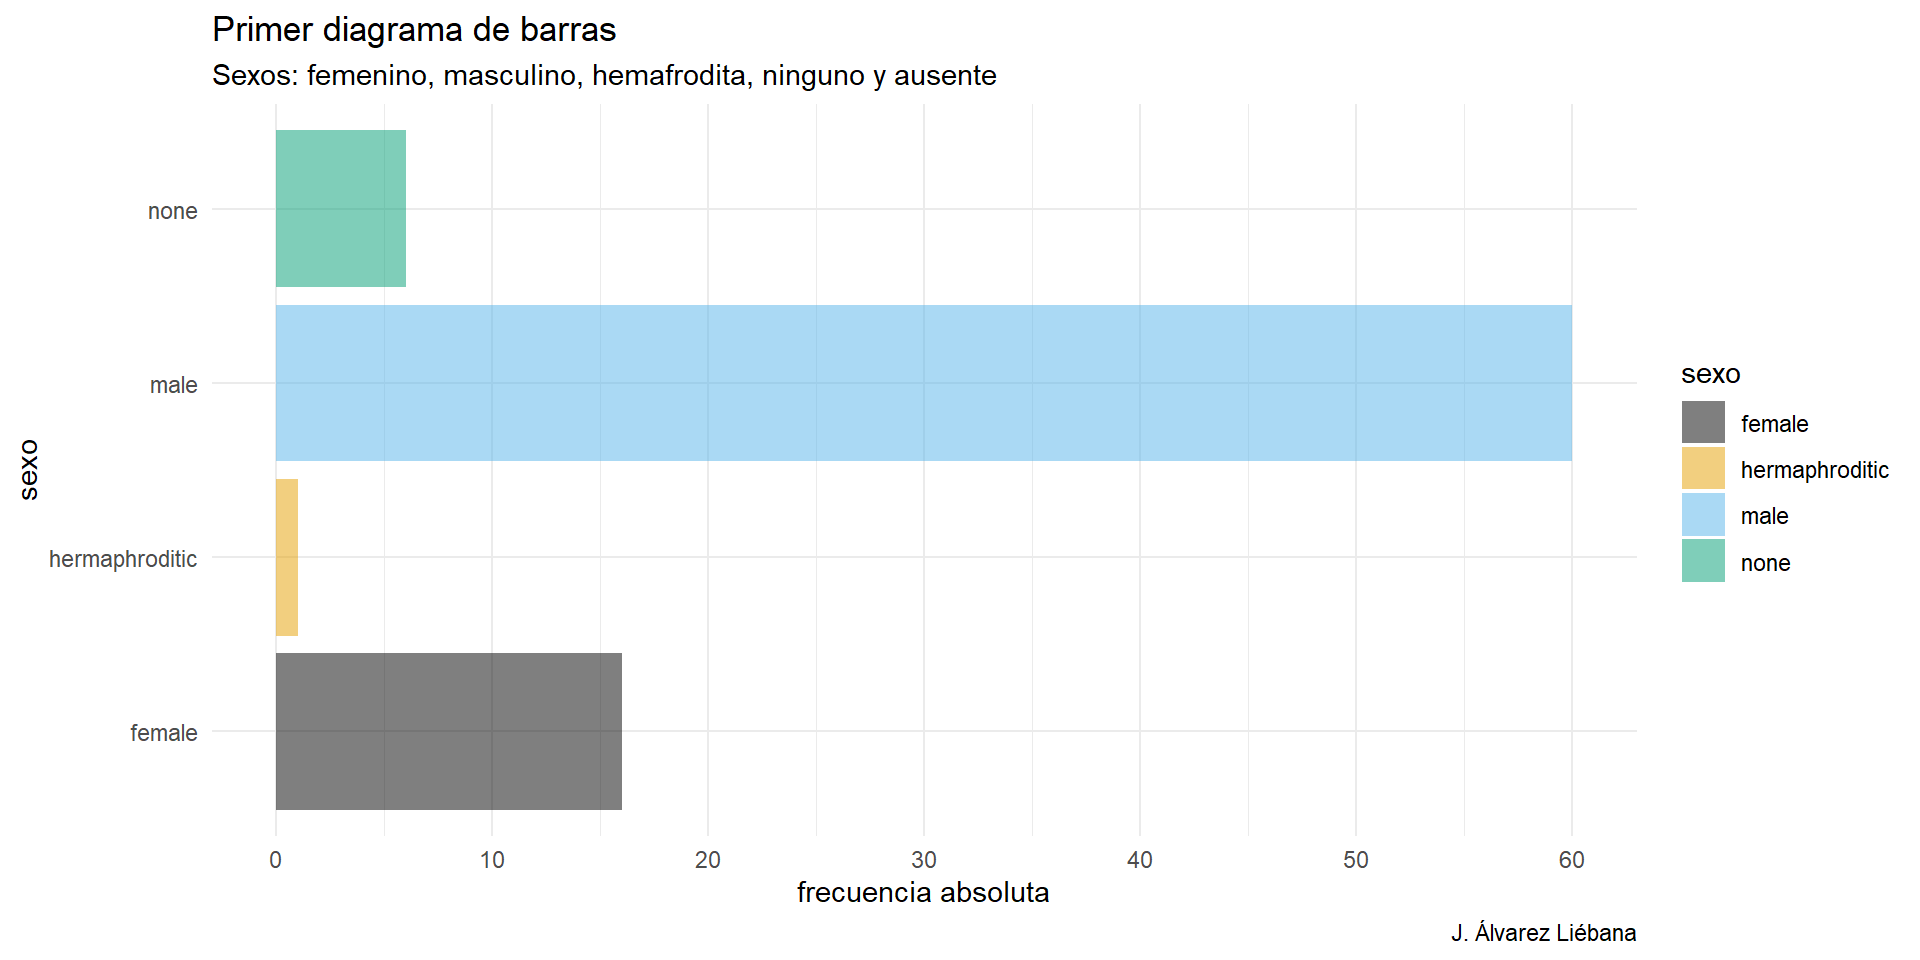 Primer diagrama de barras
Sexos: femenino, masculino, hemafrodita, ninguno y ausente
none
male
hermaphroditic
female
sexo
0 10 20 30 40 50 60
frecuencia absoluta
sexo
female
hermaphroditic
male
none
J. Álvarez Liébana